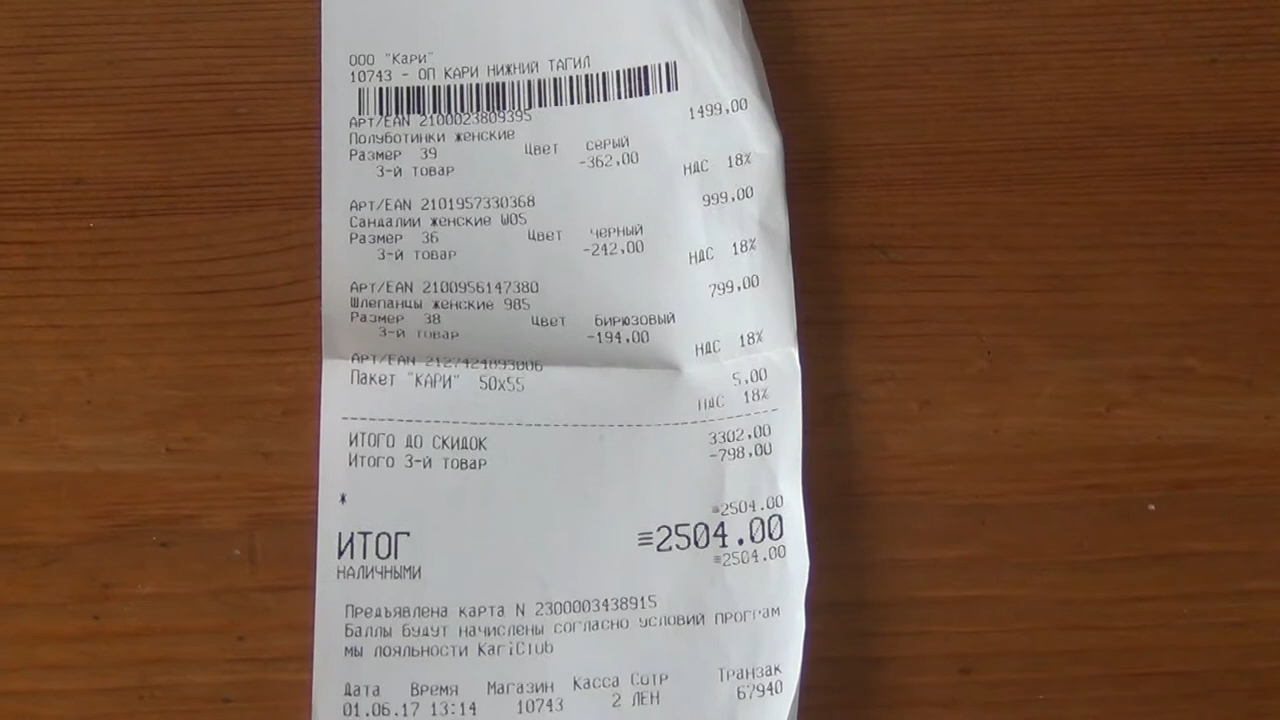 ООО "Кари"
10743 - ОП КАРИ НИЖНИЙ ТАГИЛ
АРТ/EAN 2100023809395 1499,00
Полуботинки женские
Размер 39 Цвет серый
3-й товар -362,00 НДС 18%
АРТ/EAN 2101957330368 999,00
Сандалии женские W05
Размер 36 Цвет черный
3-й товар -242,00 НДС 18%
АРТ/EAN 2100956147380 799,00
Шлепанцы женские 985
Размер 38 Цвет бирюзовый
3-й товар -194,00 НДС 18%
АРТ/EAN 2127424893006
Пакет "КАРИ" 50х55 5,00
НДС 18%
ИТОГО ДО СКИДОК 3302,00
Итого 3-й товар -798,00
*
≡2504.00
ИТОГ ≡2504.00
НАЛИЧНЫМИ ≡2504.00
Предъявлена карта N 2300003438915
Баллы будут начислены согласно условий програм
мы лояльности KariClub
Дата Время Магазин Касса Сотр Транзак
01.06.17 13:14 10743 2 ЛЕН 67940